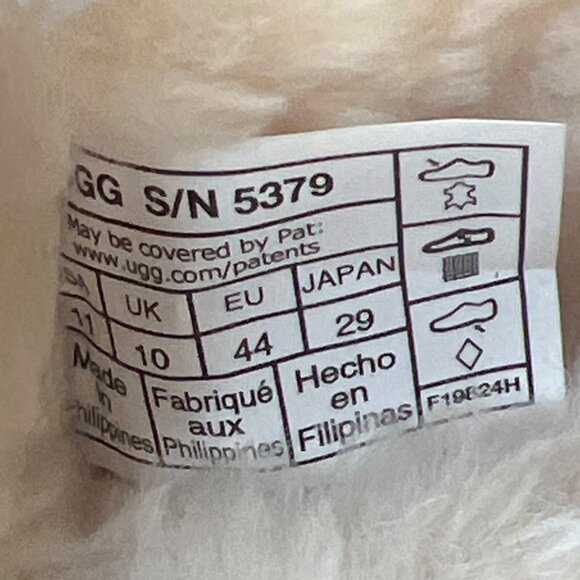 GG S/N 5379
May be covered by Pat:
www.ugg.com/patents
UK EU JAPAN
11 10 44 29
Made in Philippines
Fabriqué aux Philippines
Hecho en Filipinas